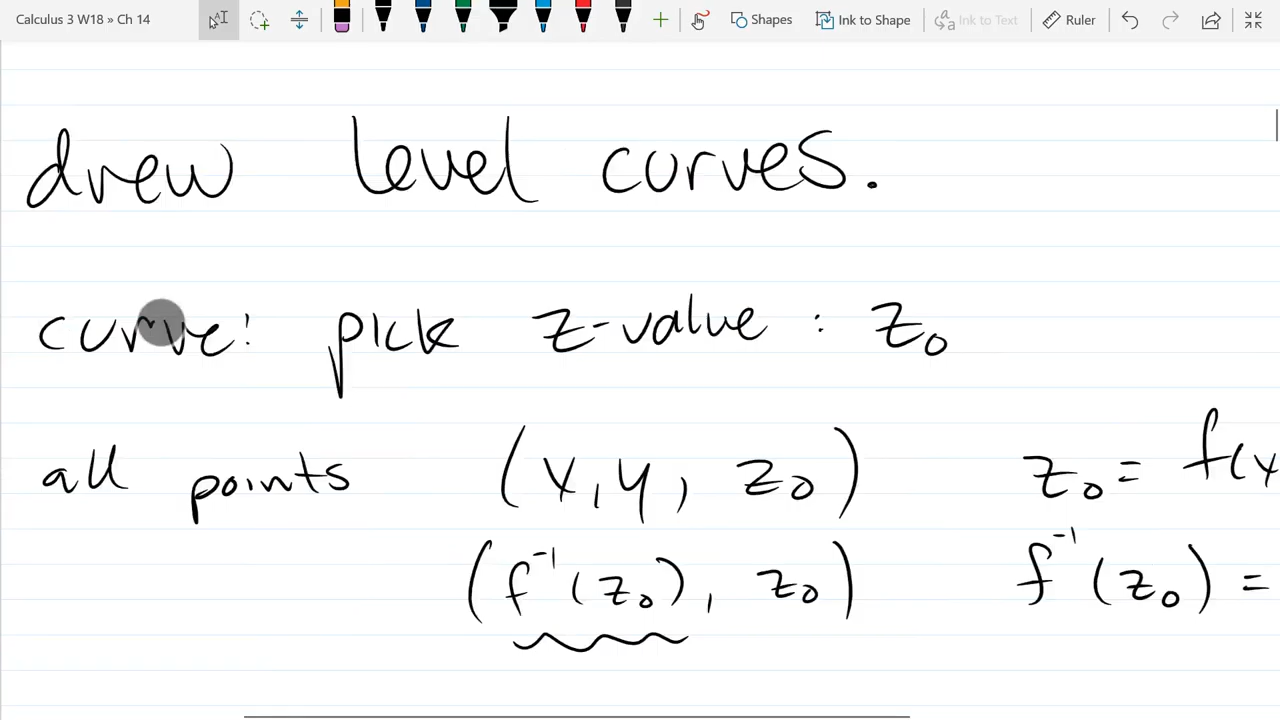 Calculus 3 W18 » Ch 14
Shapes Ink to Shape Ink to Text Ruler
drew level curves.
curve: pick z-value : z₀
all points (x, y, z₀) z₀ = f(x
(f⁻¹(z₀), z₀) f⁻¹(z₀) =